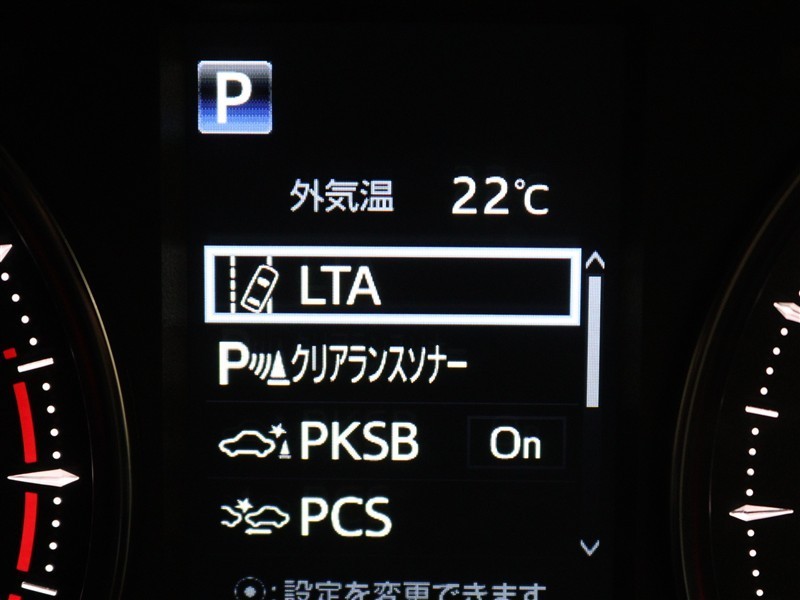 P
外気温 22℃
LTA
Pクリアランスソナー
PKSB On
PCS
:設定を変更できます